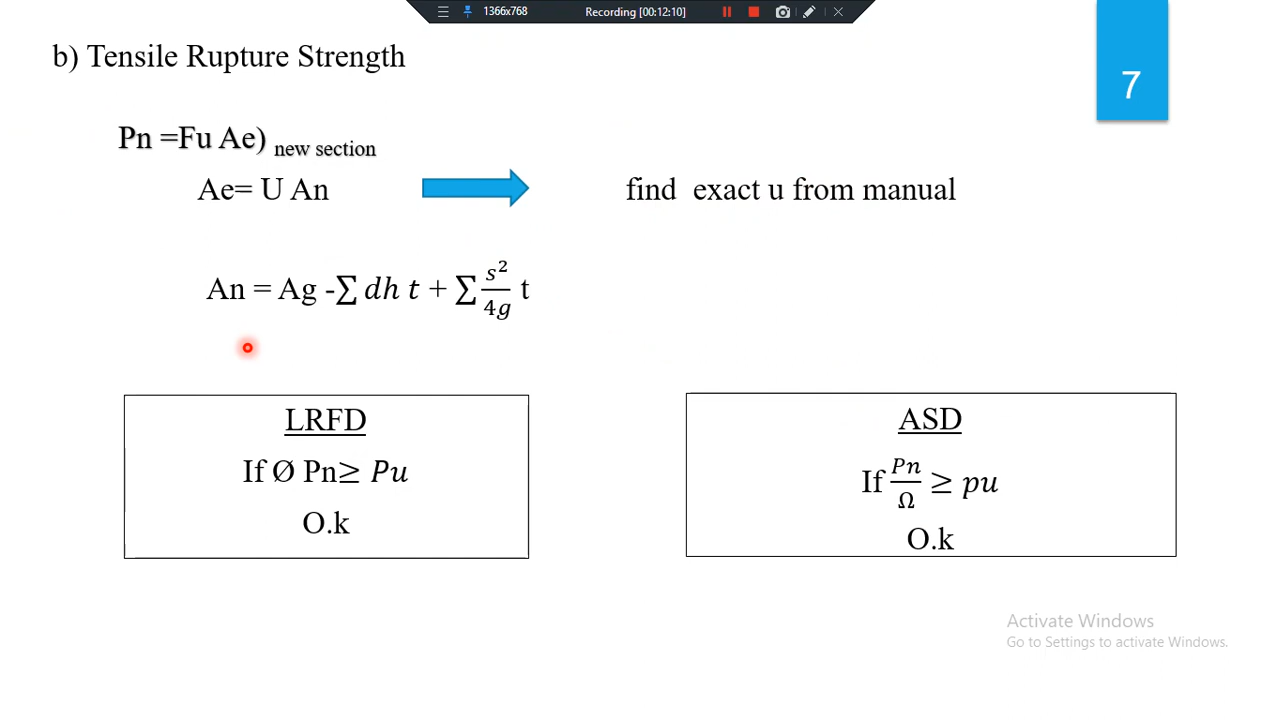 1366x768 Recording [00:12:10]
b) Tensile Rupture Strength
7
Pn =Fu Ae) new section
Ae= U An find exact u from manual
An = Ag -∑ dh t + ∑ s²/4g t
LRFD
If Ø Pn≥ Pu
O.k
ASD
If Pn/Ω ≥ pu
O.k
Activate Windows
Go to Settings to activate Windows.